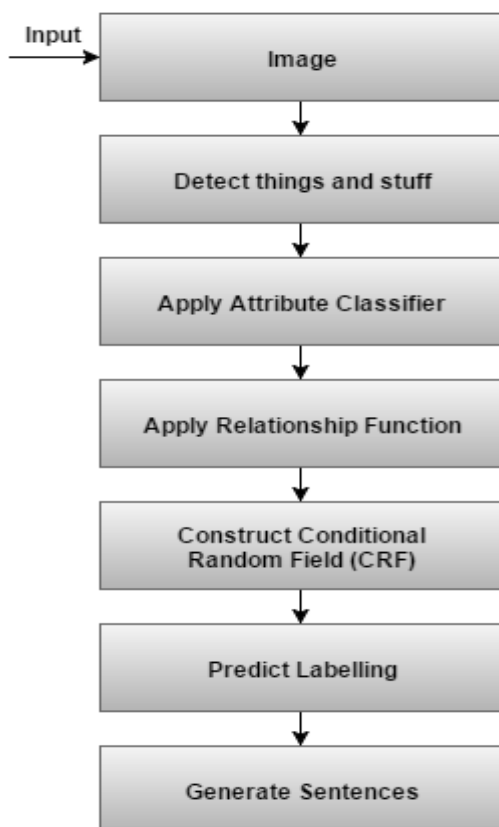 Input
Image
Detect things and stuff
Apply Attribute Classifier
Apply Relationship Function
Construct Conditional
Random Field (CRF)
Predict Labelling
Generate Sentences